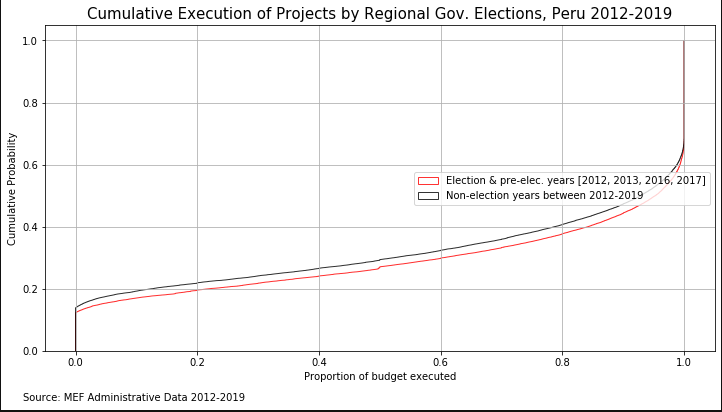 Cumulative Execution of Projects by Regional Gov. Elections, Peru 2012-2019
1.0
0.8
0.6
0.4
0.2
0.0
Cumulative Probability
Election & pre-elec. years [2012, 2013, 2016, 2017]
Non-election years between 2012-2019
0.0 0.2 0.4 0.6 0.8 1.0
Proportion of budget executed
Source: MEF Administrative Data 2012-2019